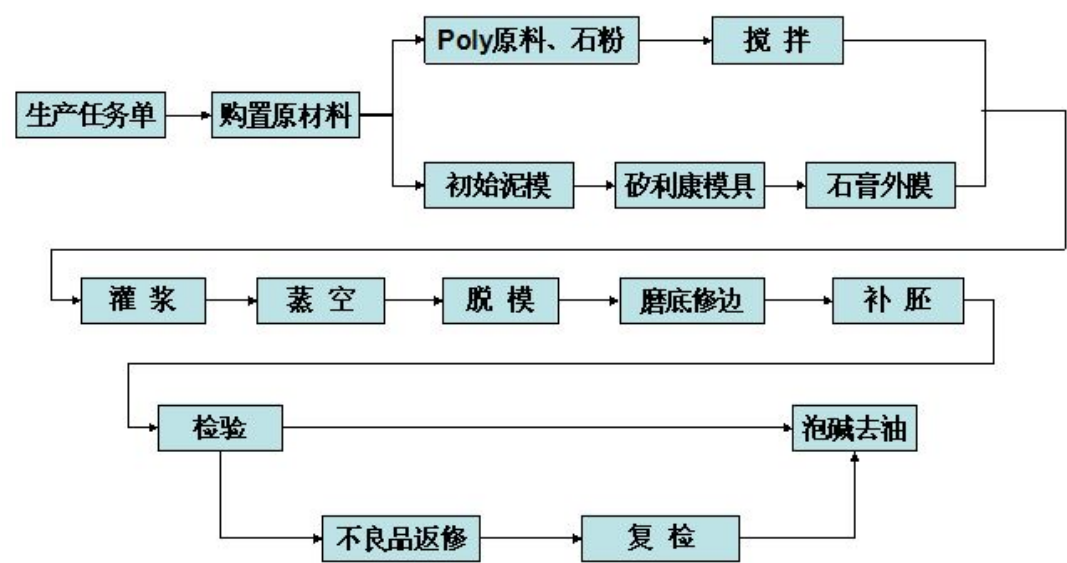 Poly原料、石粉
搅 拌
生产任务单
购置原材料
初始泥模
矽利康模具
石膏外膜
灌 浆
蒸 空
脱 模
磨底修边
补 胚
检验
泡碱去油
不良品返修
复 检